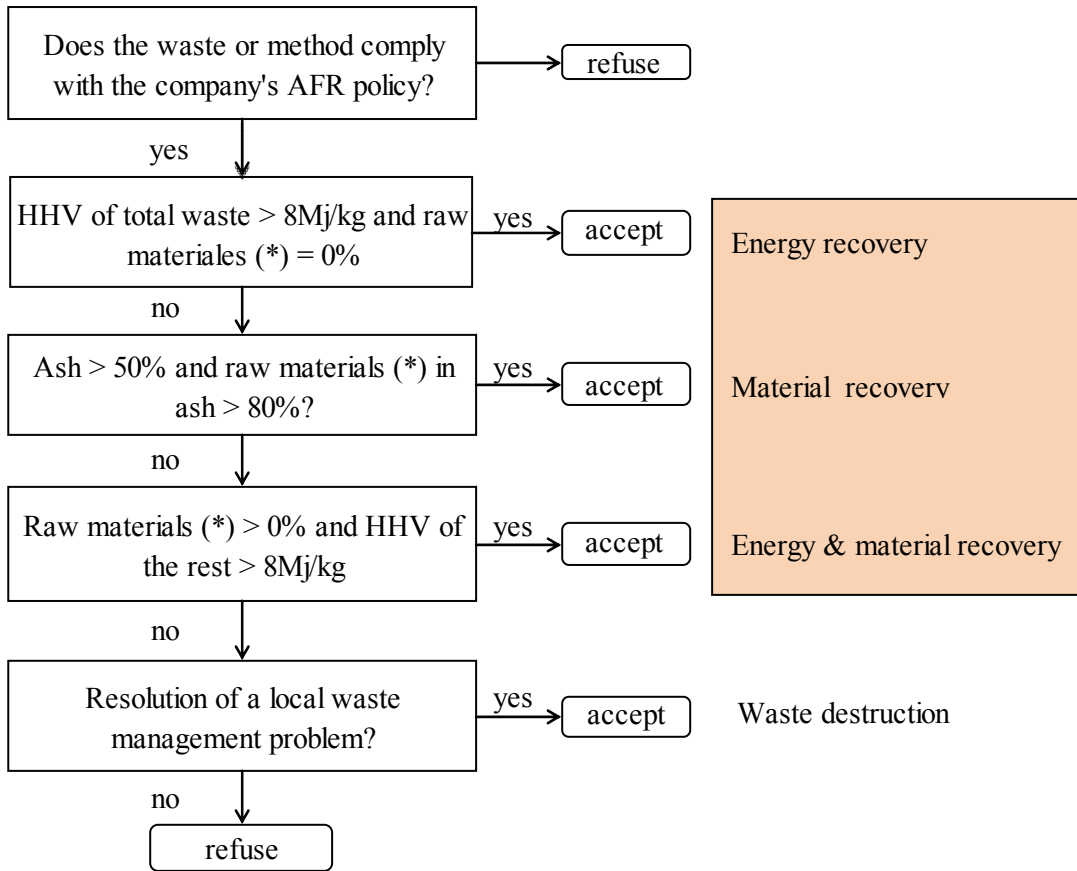 Does the waste or method comply
with the company's AFR policy?
refuse
yes
HHV of total waste > 8Mj/kg and raw
materiales (*) = 0%
yes
accept
Energy recovery
no
Ash > 50% and raw materials (*) in
ash > 80%?
yes
accept
Material recovery
no
Raw materials (*) > 0% and HHV of
the rest > 8Mj/kg
yes
accept
Energy & material recovery
no
Resolution of a local waste
management problem?
yes
accept
Waste destruction
no
refuse